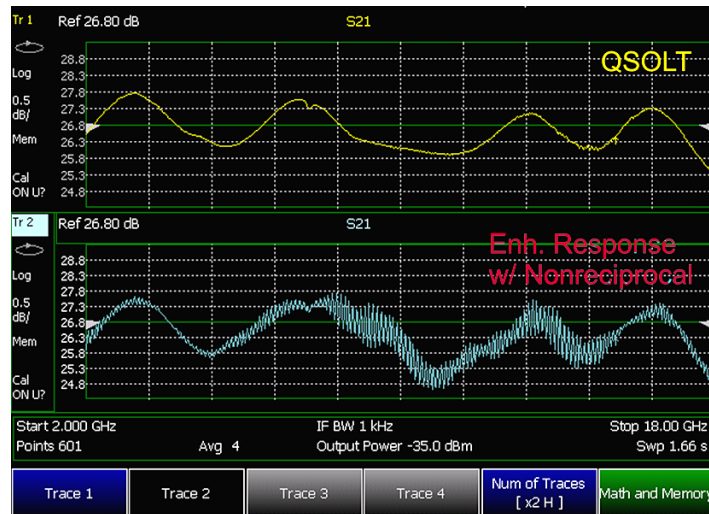 Tr 1 Ref 26.80 dB S21
QSOLT
Log
0.5
dB/
Mem
Cal
ON U?
28.8
28.3
27.8
27.3
26.8
26.3
25.8
25.3
24.8
Tr 2 Ref 26.80 dB S21
Enh. Response
w/ Nonreciprocal
Log
0.5
dB/
Mem
Cal
ON U?
28.8
28.3
27.8
27.3
26.8
26.3
25.8
25.3
24.8
Start 2.000 GHz IF BW 1 kHz Stop 18.00 GHz
Points 601 Avg 4 Output Power -35.0 dBm Swp 1.66 s
Trace 1 Trace 2 Trace 3 Trace 4 Num of Traces
[ x2 H ]
Math and Memory